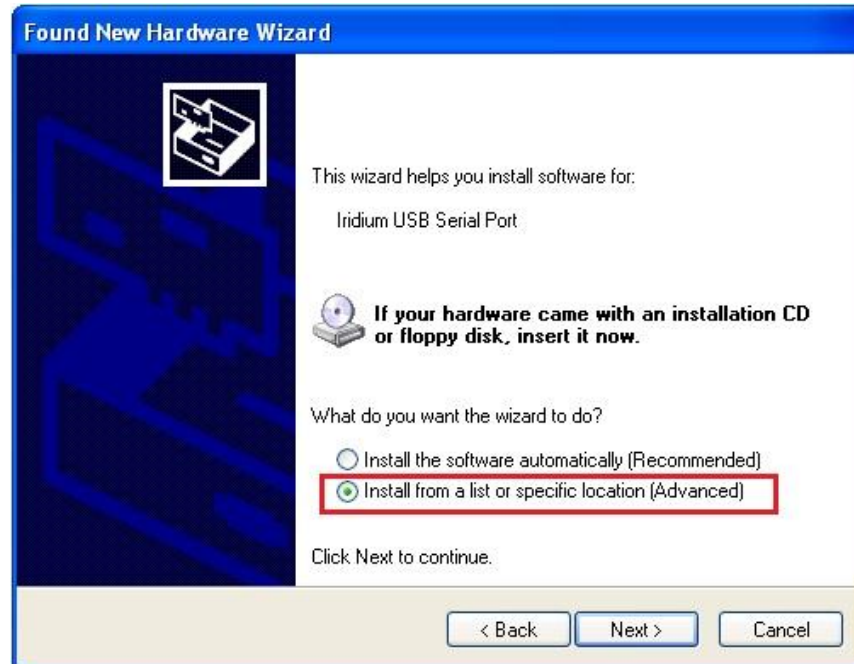 Found New Hardware Wizard
This wizard helps you install software for:
Iridium USB Serial Port
If your hardware came with an installation CD
or floppy disk, insert it now.
What do you want the wizard to do?
Install the software automatically (Recommended)
Install from a list or specific location (Advanced)
Click Next to continue.
< Back Next > Cancel